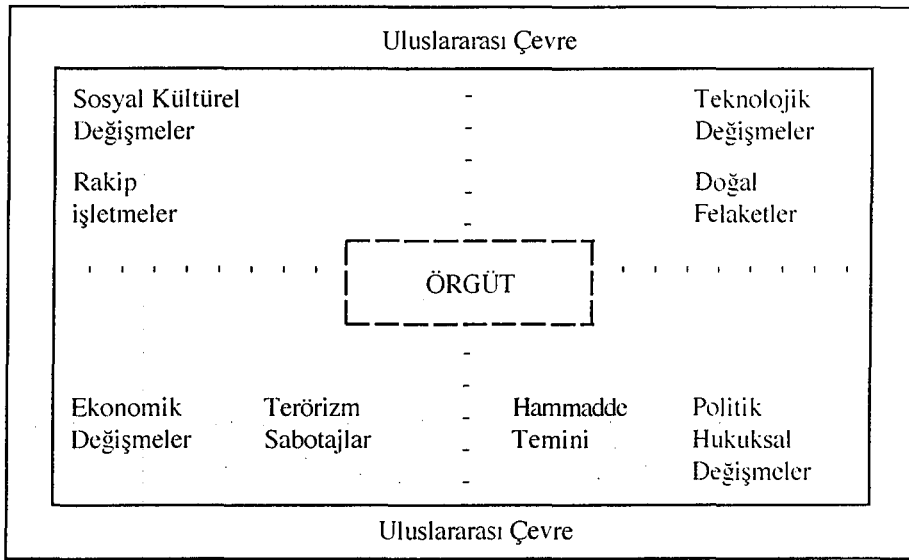 Uluslararası Çevre
Sosyal Kültürel
Değişmeler
Teknolojik
Değişmeler
Rakip
işletmeler
Doğal
Felaketler
ÖRGÜT
Ekonomik
Değişmeler
Terörizm
Sabotajlar
Hammadde
Temini
Politik
Hukuksal
Değişmeler
Uluslararası Çevre